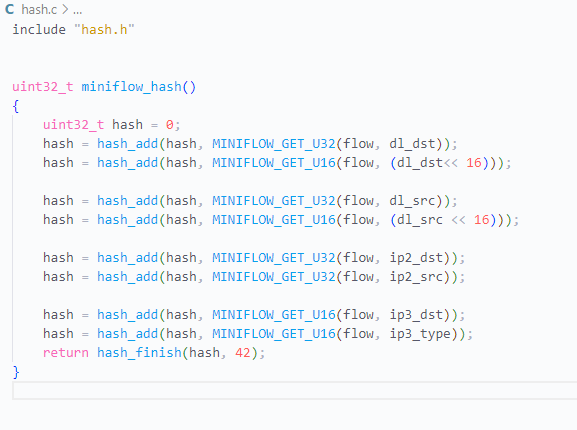 C hash.c > ...
include "hash.h"
uint32_t miniflow_hash()
{
    uint32_t hash = 0;
    hash = hash_add(hash, MINIFLOW_GET_U32(flow, dl_dst));
    hash = hash_add(hash, MINIFLOW_GET_U16(flow, (dl_dst<< 16)));
    hash = hash_add(hash, MINIFLOW_GET_U32(flow, dl_src));
    hash = hash_add(hash, MINIFLOW_GET_U16(flow, (dl_src << 16)));
    hash = hash_add(hash, MINIFLOW_GET_U32(flow, ip2_dst));
    hash = hash_add(hash, MINIFLOW_GET_U32(flow, ip2_src));
    hash = hash_add(hash, MINIFLOW_GET_U16(flow, ip3_dst));
    hash = hash_add(hash, MINIFLOW_GET_U16(flow, ip3_type));
    return hash_finish(hash, 42);
}